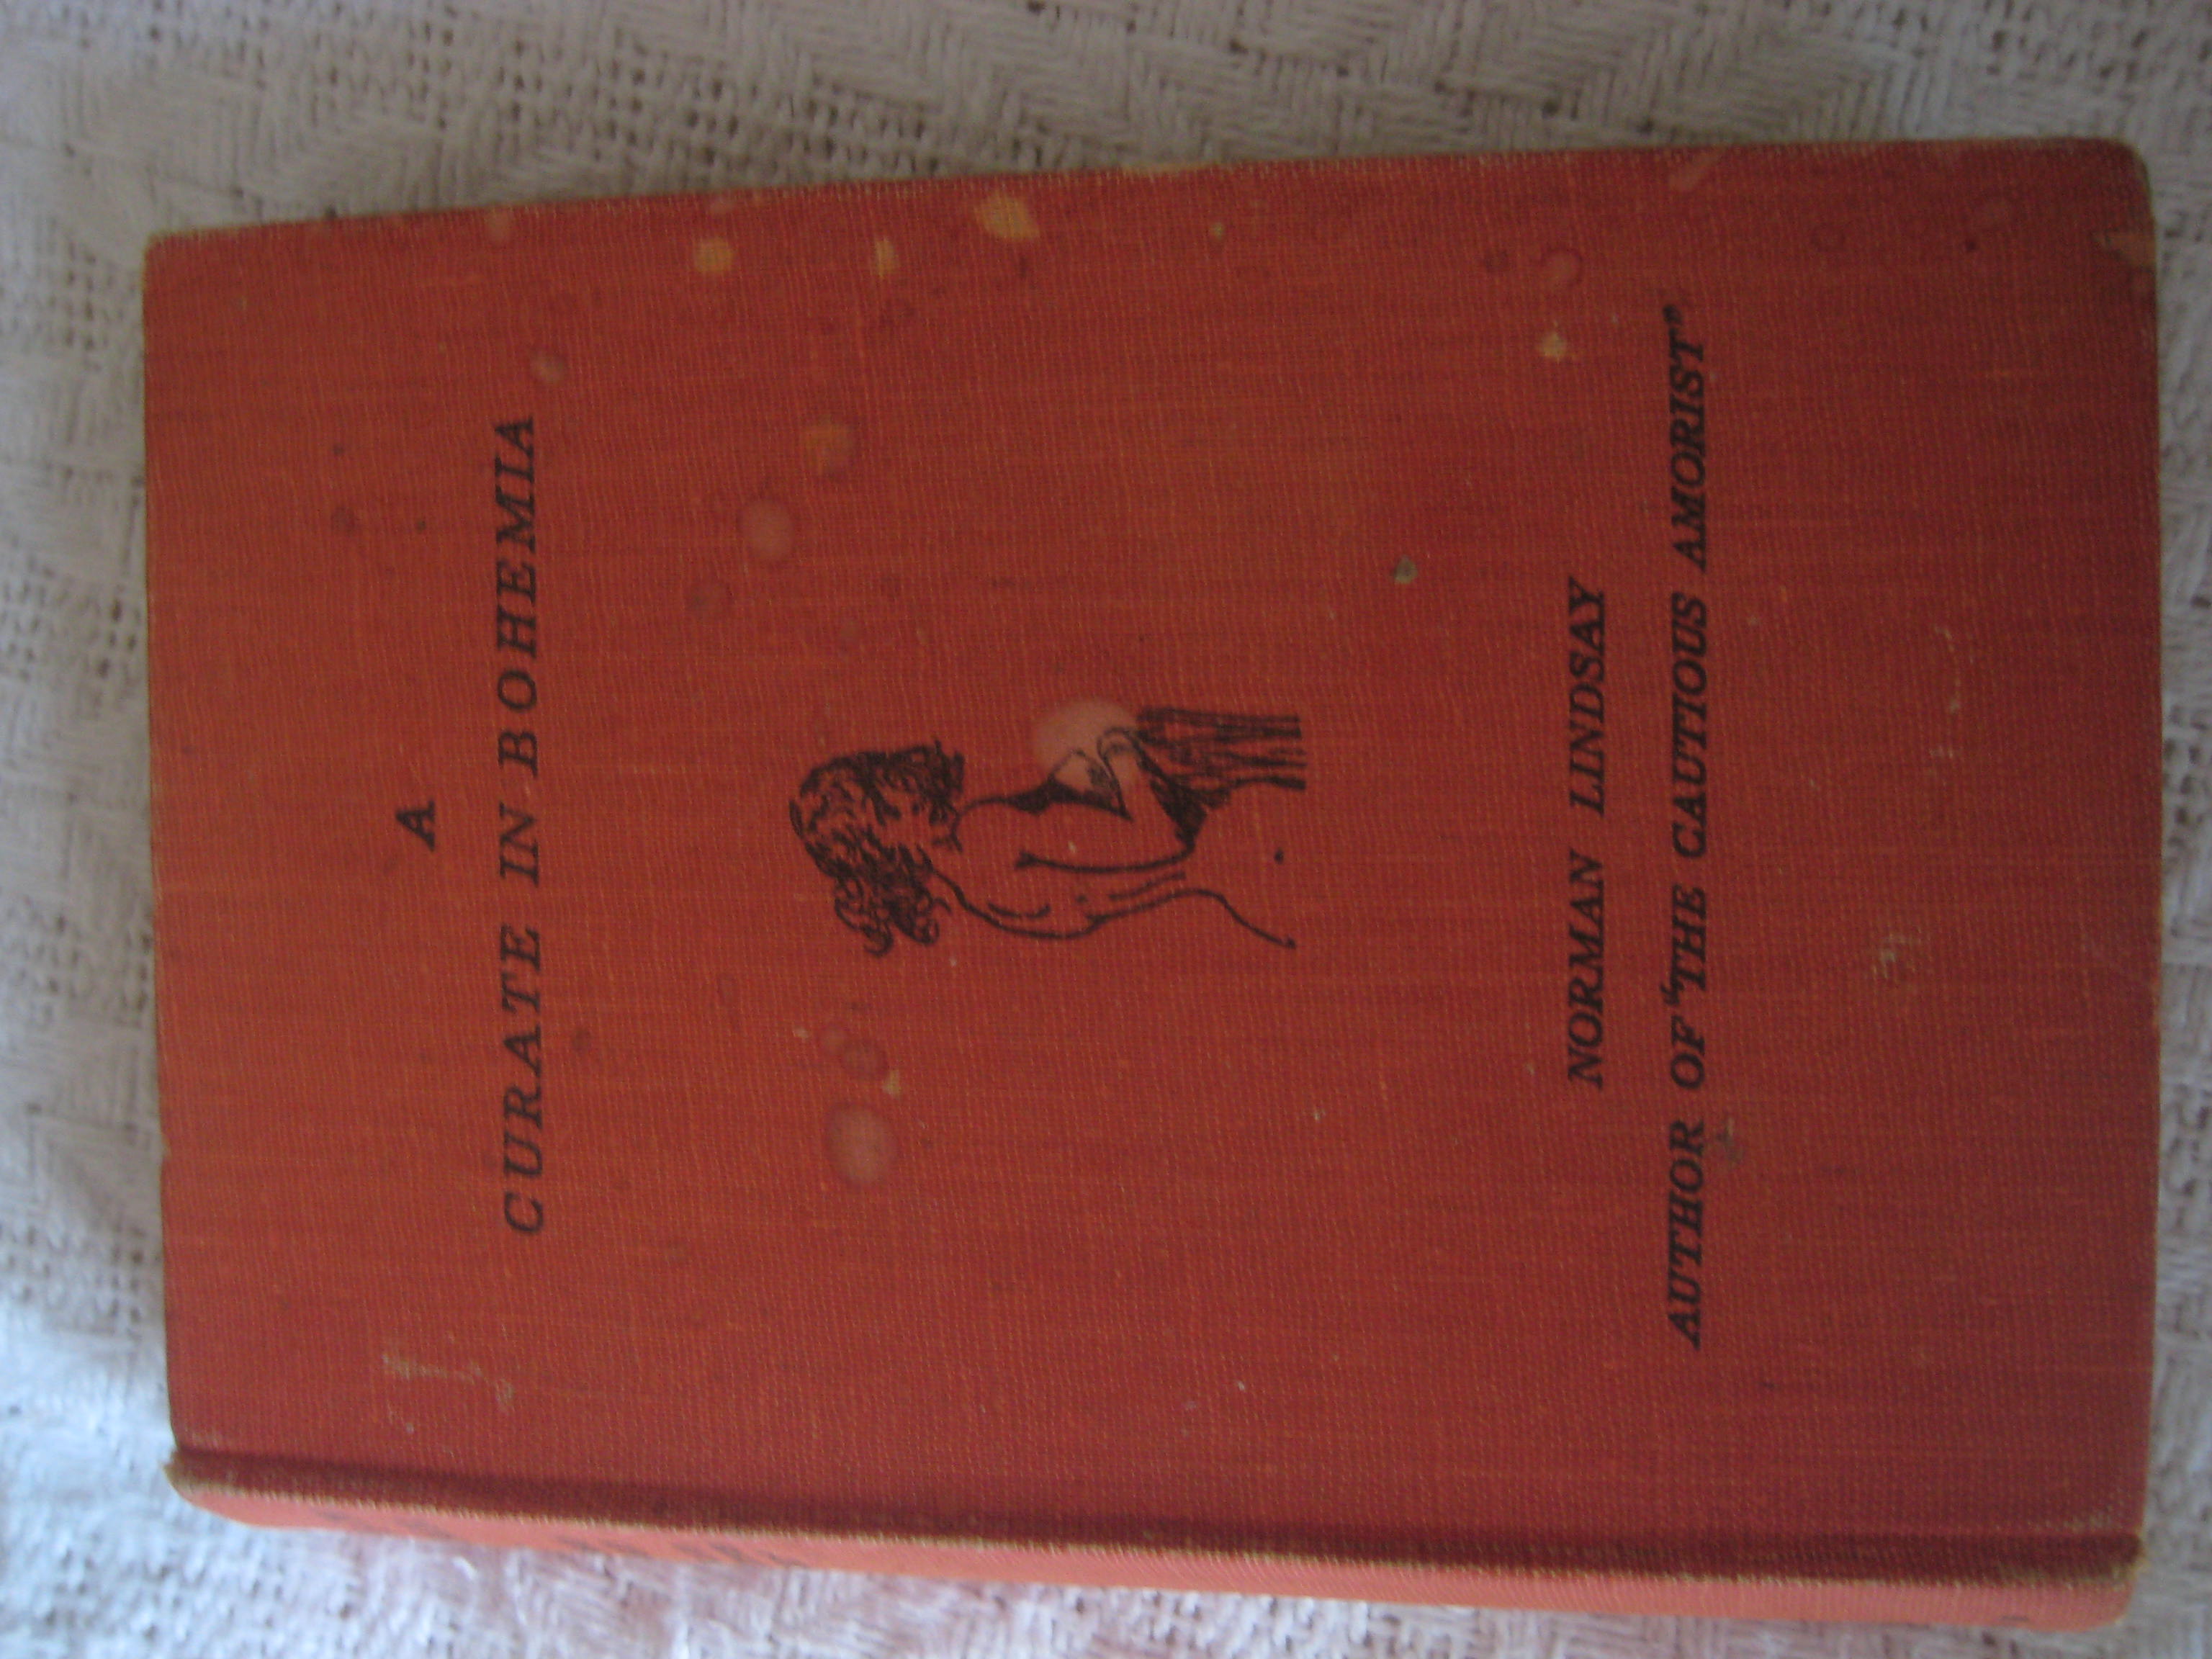 A
CURATE IN BOHEMIA
NORMAN LINDSAY
AUTHOR OF "THE CAUTIOUS AMORIST"